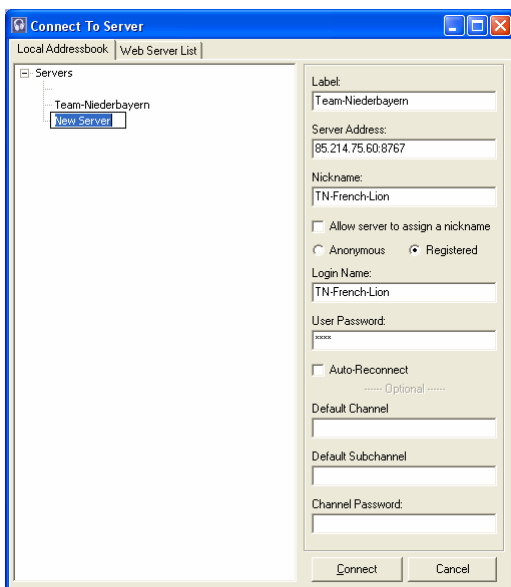 Connect To Server
Local Addressbook
Web Server List
Servers
Team-Niederbayern
New Server
Label:
Team-Niederbayern
Server Address:
85.214.75.60:8767
Nickname:
TN-French-Lion
Allow server to assign a nickname
Anonymous
Registered
Login Name:
TN-French-Lion
User Password:
****
Auto-Reconnect
------ Optional ------
Default Channel
Default Subchannel
Channel Password:
Connect
Cancel